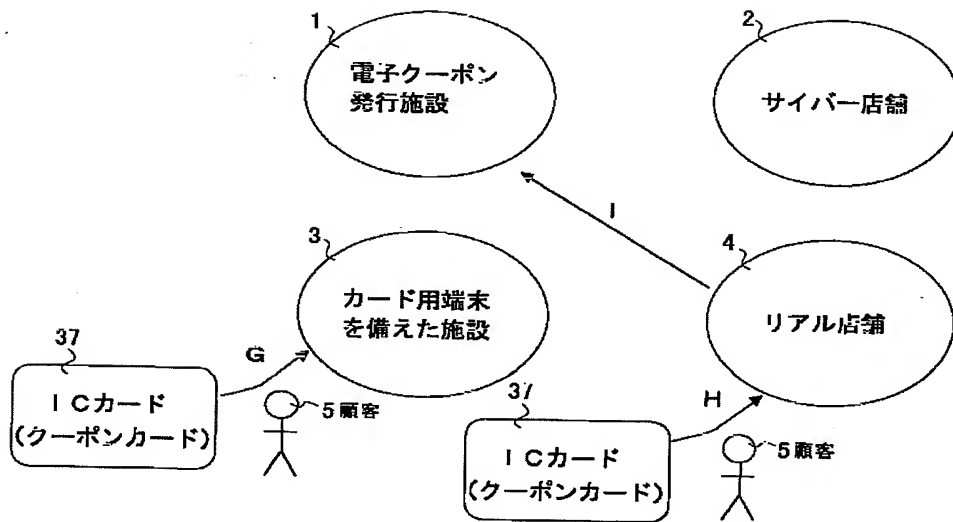 1
電子クーポン
発行施設
2
サイバー店舗
I
3
カード用端末
を備えた施設
4
リアル店舗
37
G
ICカード
(クーポンカード)
5顧客
37
H
ICカード
(クーポンカード)
5顧客